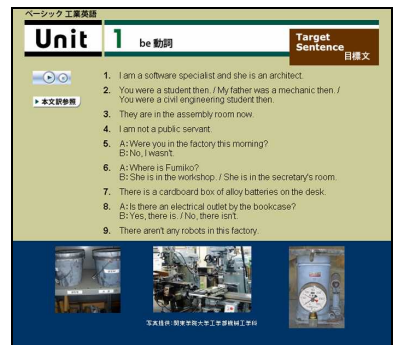 ベーシック 工業英語
Unit 1 be 動詞
Target
Sentence
目標文
▶ 本文訳参照
1. I am a software specialist and she is an architect.
2. You were a student then. / My father was a mechanic then. /
You were a civil engineering student then.
3. They are in the assembly room now.
4. I am not a public servant.
5. A: Were you in the factory this morning?
B: No, I wasn't.
6. A: Where is Fumiko?
B: She is in the workshop. / She is in the secretary's room.
7. There is a cardboard box of alloy batteries on the desk.
8. A: Is there an electrical outlet by the bookcase?
B: Yes, there is. / No, there isn't.
9. There aren't any robots in this factory.
写真提供:関東学院大学工学部機械工学科